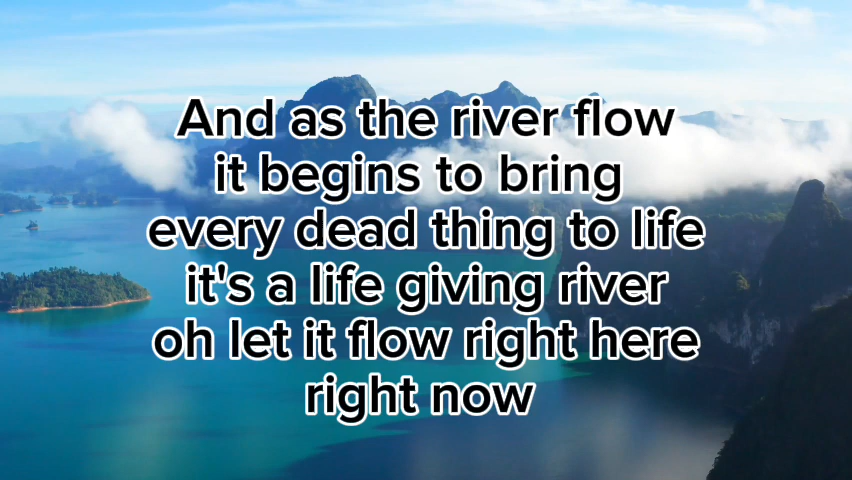 And as the river flow
it begins to bring
every dead thing to life
it's a life giving river
oh let it flow right here
right now